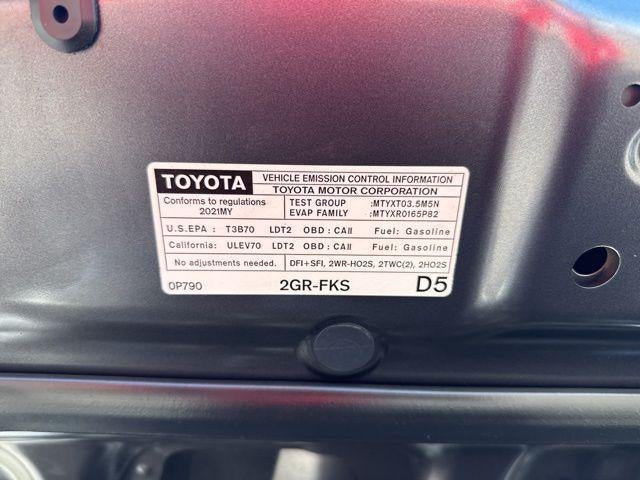 TOYOTA VEHICLE EMISSION CONTROL INFORMATION
TOYOTA MOTOR CORPORATION
Conforms to regulations
2021MY
TEST GROUP :MTYXT03.5M5N
EVAP FAMILY :MTYXR0165P82
U.S.EPA : T3B70 LDT2 OBD : CAII Fuel: Gasoline
California: ULEV70 LDT2 OBD : CAII Fuel: Gasoline
No adjustments needed. DFI+SFI, 2WR-HO2S, 2TWC(2), 2HO2S
0P790 2GR-FKS D5